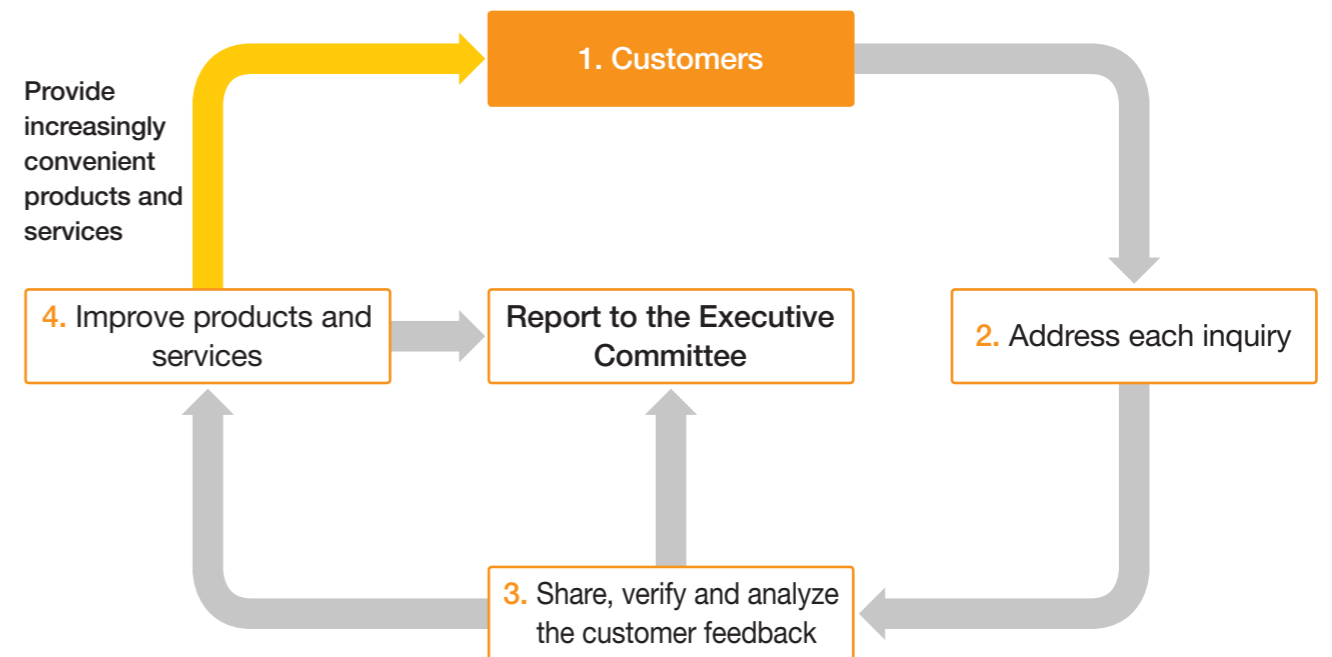 1. Customers
Provide
increasingly
convenient
products and
services
4. Improve products and
services
Report to the Executive
Committee
2. Address each inquiry
3. Share, verify and analyze
the customer feedback